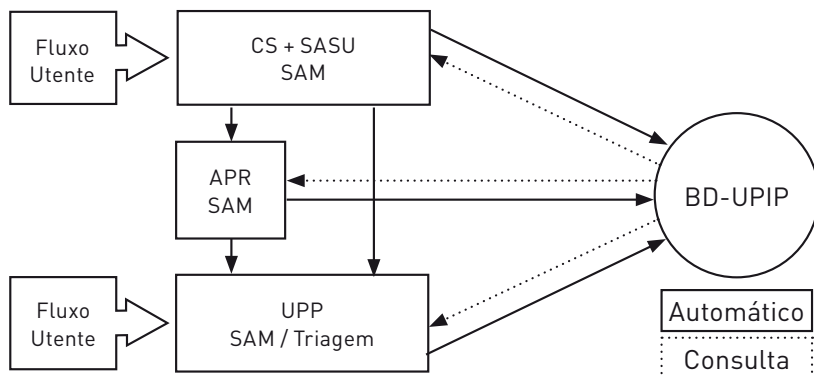 Fluxo
Utente
CS + SASU
SAM
APR
SAM
BD-UPIP
Fluxo
Utente
UPP
SAM / Triagem
Automático
Consulta